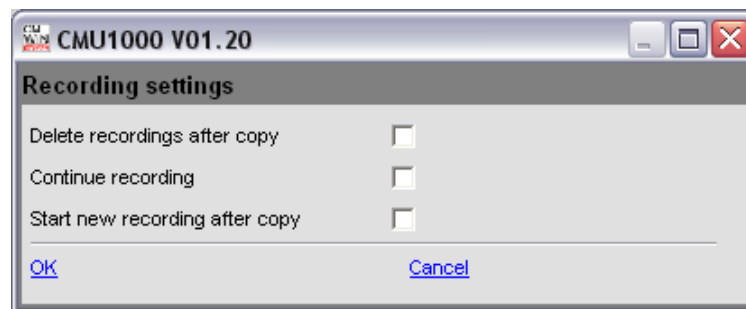 CMU1000 V01.20
Recording settings
Delete recordings after copy
Continue recording
Start new recording after copy
OK Cancel